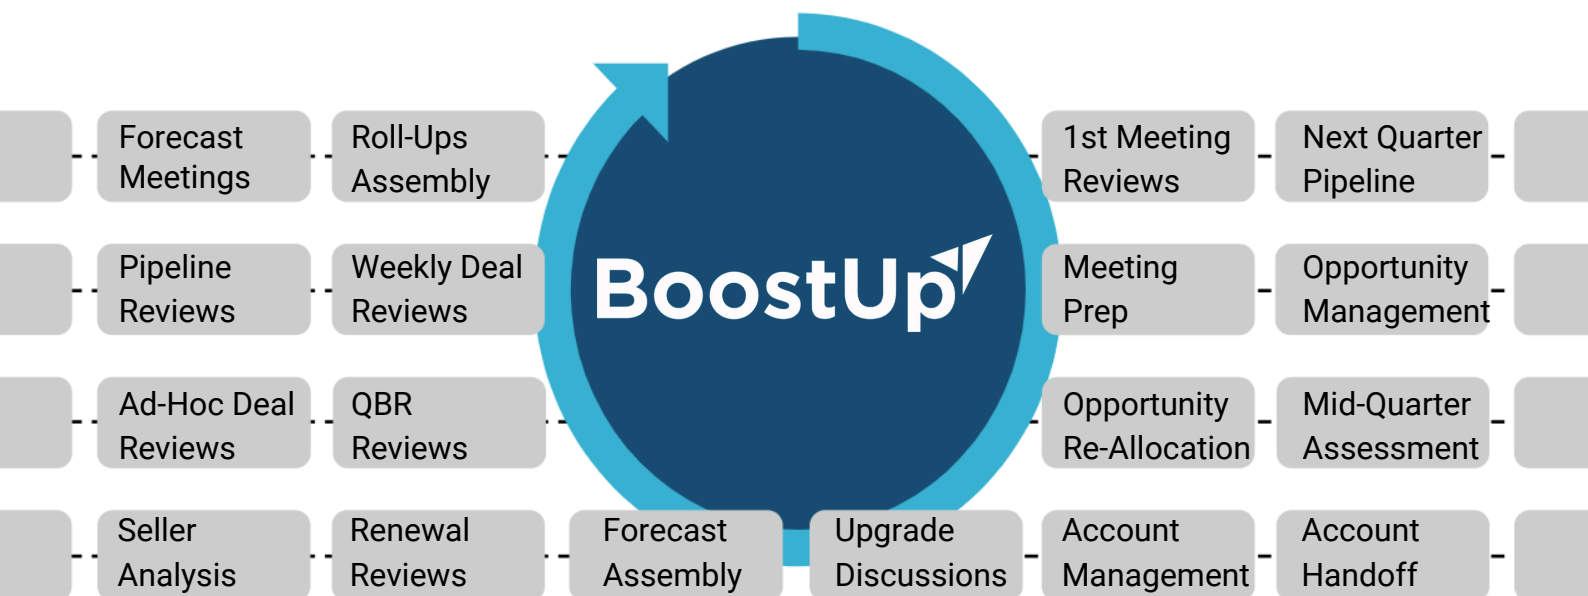 Forecast
Meetings
Roll-Ups
Assembly
1st Meeting
Reviews
Next Quarter
Pipeline
Pipeline
Reviews
Weekly Deal
Reviews
BoostUp
Meeting
Prep
Opportunity
Management
Ad-Hoc Deal
Reviews
QBR
Reviews
Opportunity
Re-Allocation
Mid-Quarter
Assessment
Seller
Analysis
Renewal
Reviews
Forecast
Assembly
Upgrade
Discussions
Account
Management
Account
Handoff